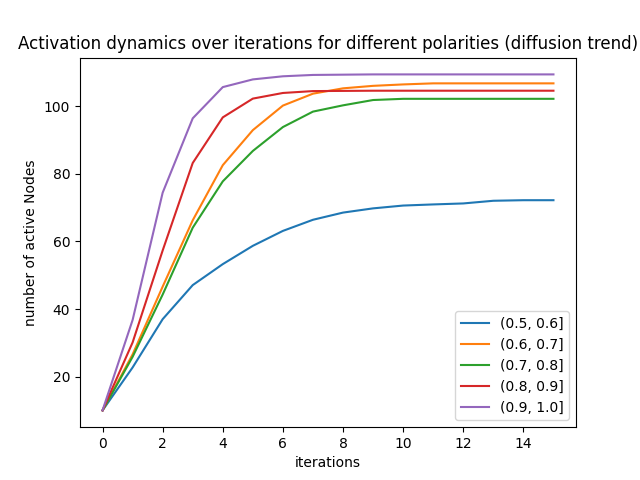 Activation dynamics over iterations for different polarities (diffusion trend)
number of active Nodes
100
80
60
40
20
0 2 4 6 8 10 12 14
iterations
(0.5, 0.6]
(0.6, 0.7]
(0.7, 0.8]
(0.8, 0.9]
(0.9, 1.0]